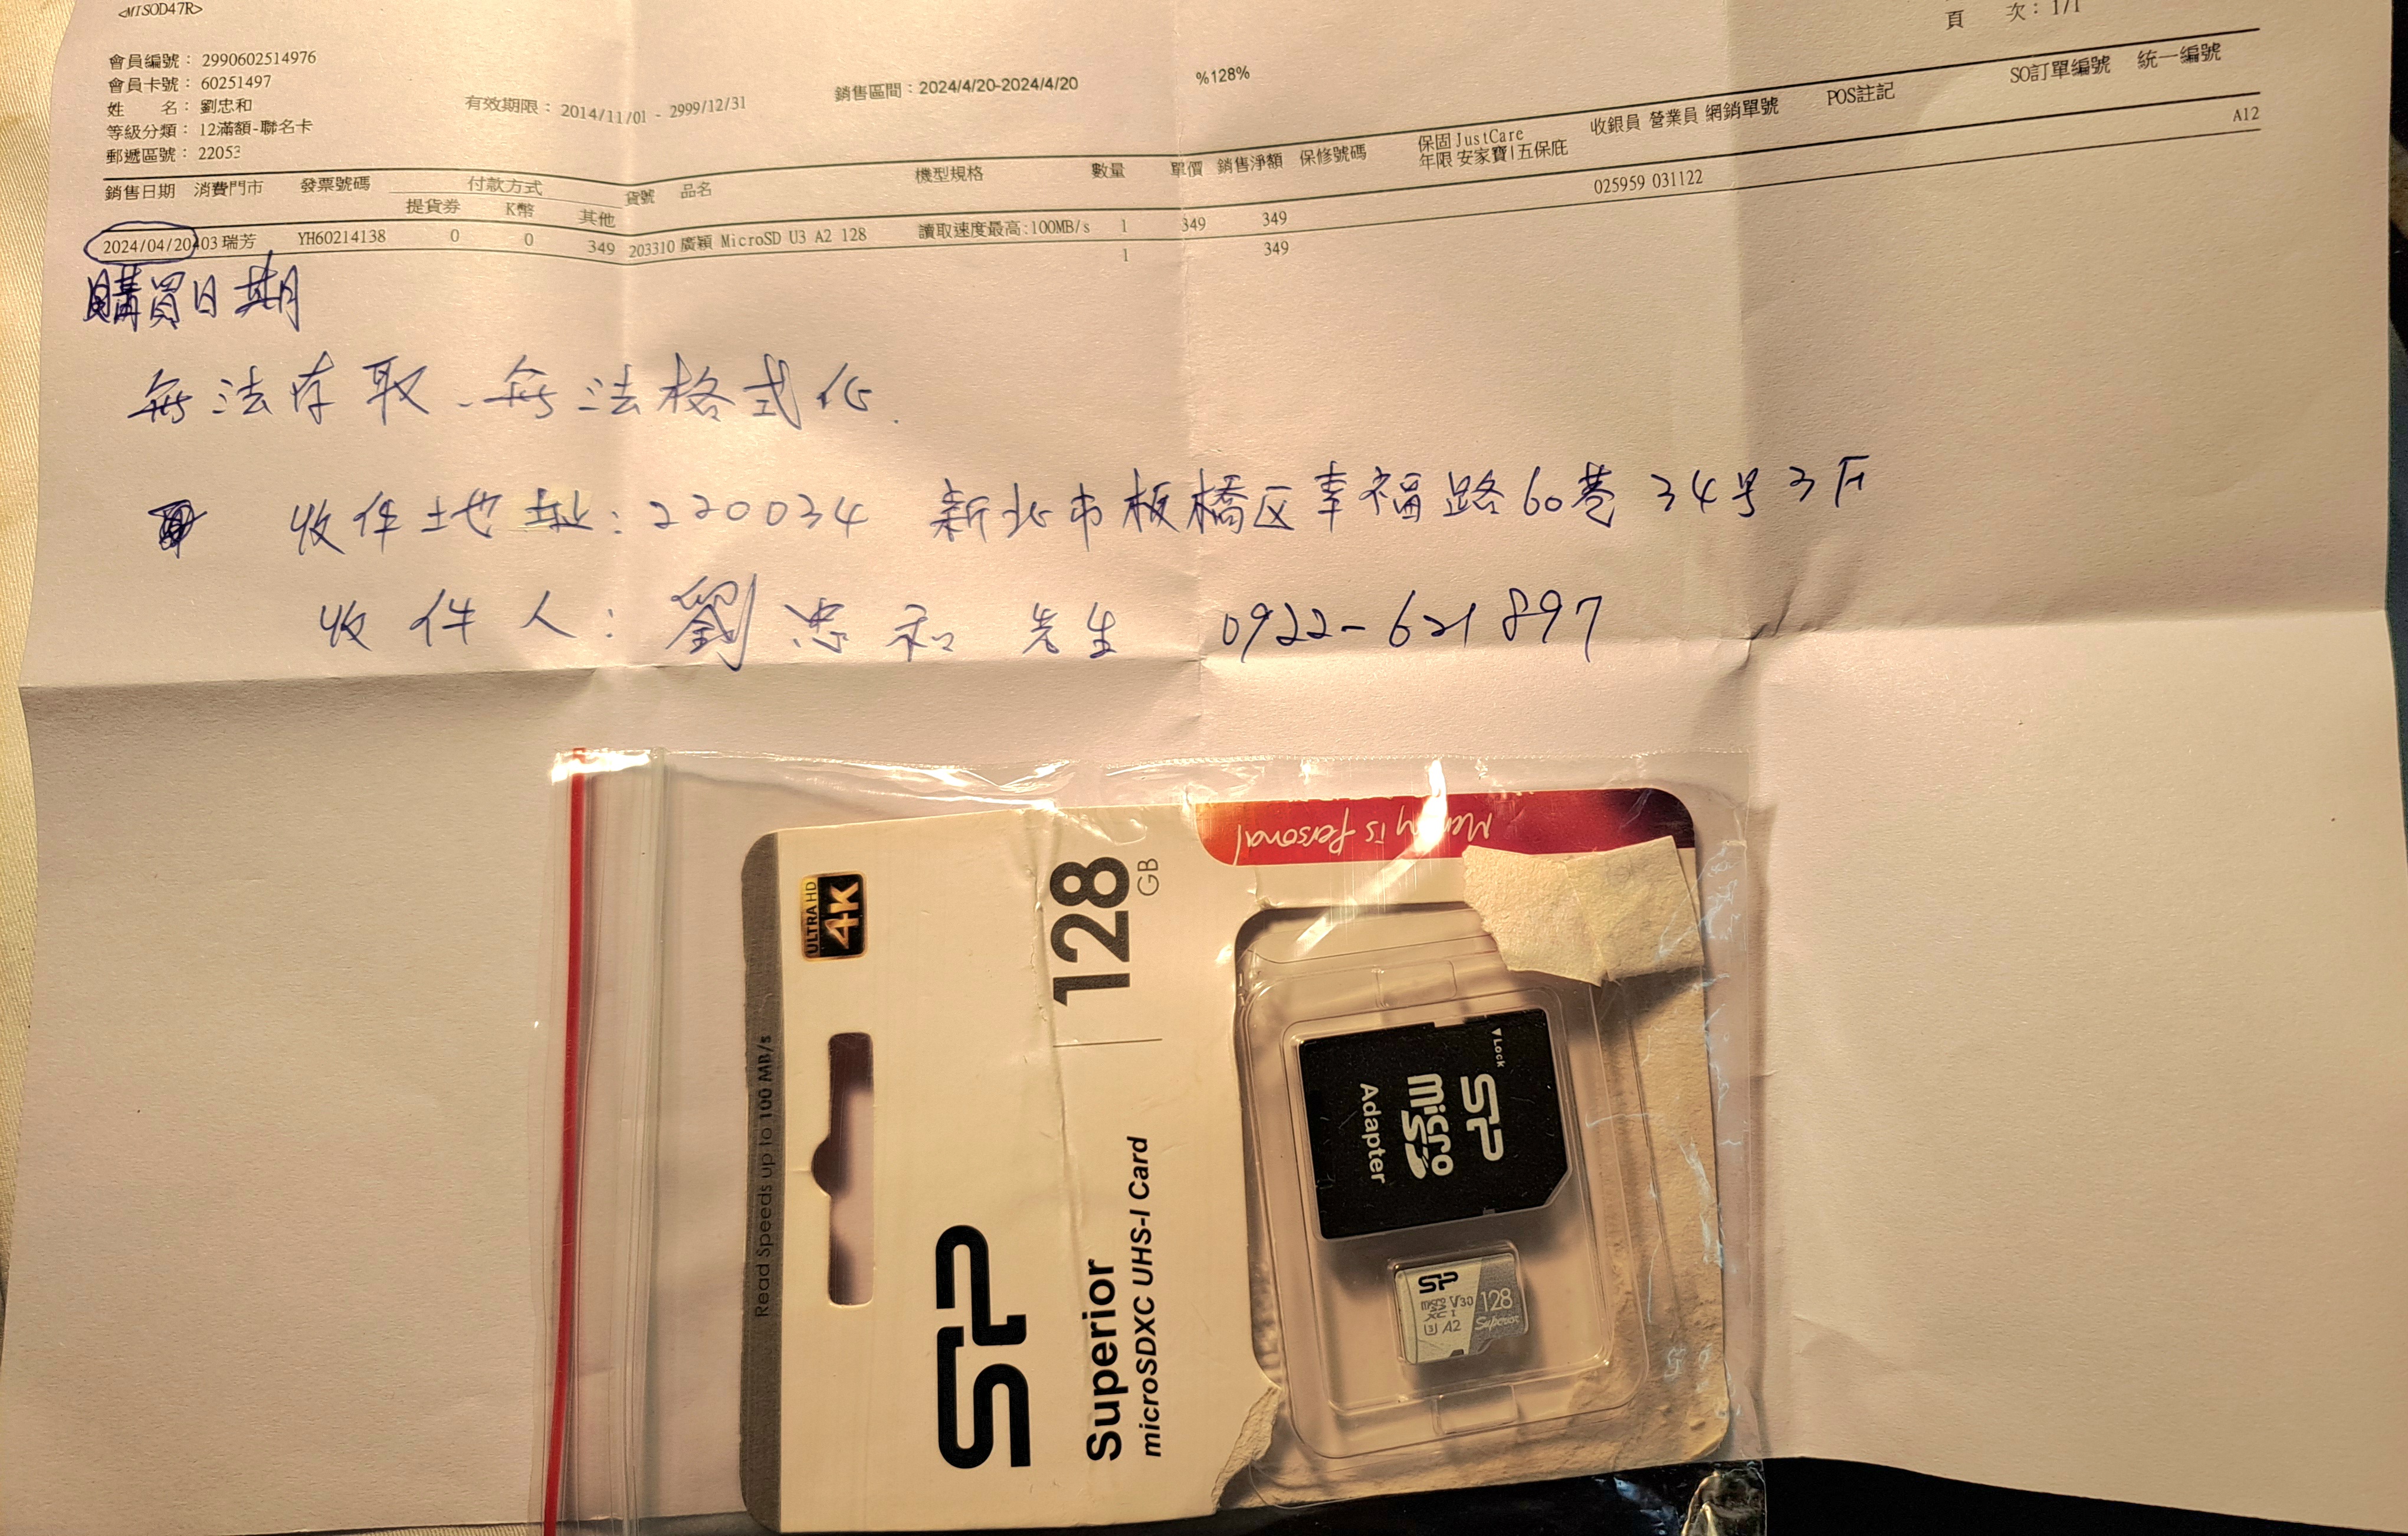 <MISOD47R>
頁 次：1/1
會員編號：2990602514976
會員卡號：60251497
姓 名：劉忠和
等級分類：12滿額-聯名卡
郵遞區號：22053
有效期限：2014/11/01 - 2999/12/31
銷售區間：2024/4/20-2024/4/20
%128%
銷售日期 消費門市 發票號碼 付款方式 貨號 品名 機型規格 數量 單價 銷售淨額 保修號碼 保固 JustCare 收銀員 營業員 網銷單號 POS註記 SO訂單編號 統一編號
提貨券 K幣 其他 年限 安家寶|五保庇
2024/04/20 403 瑞芳 YH60214138 0 0 349 203310 廣穎 MicroSD U3 A2 128 讀取速度最高:100MB/s 1 349 349 025959 031122 A12
1 349
購買日期
無法存取、無法格式化.
收件地址：220034 新北市板橋区幸福路60巷34号3F
收件人：劉忠和先生 0922-621897
Memory is Personal
ULTRA HD
4K
128
GB
Read Speeds up to 100 MB/s
SP
Superior
microSDXC UHS-I Card
Lock
SP
micro
SD
Adapter
SP
micro SD XC I V30 128
U3 A2 Superior